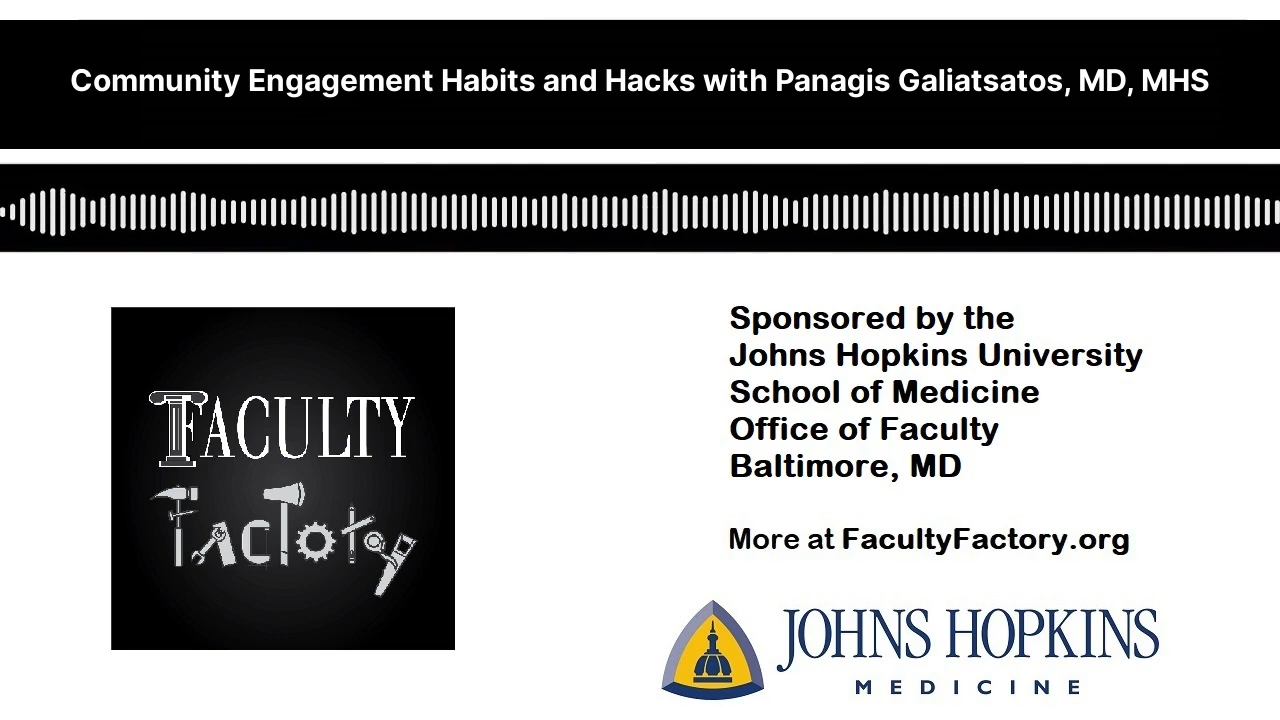 Community Engagement Habits and Hacks with Panagis Galiatsatos, MD, MHS
FACULTY
Factory
Sponsored by the
Johns Hopkins University
School of Medicine
Office of Faculty
Baltimore, MD
More at FacultyFactory.org
JOHNS HOPKINS
MEDICINE